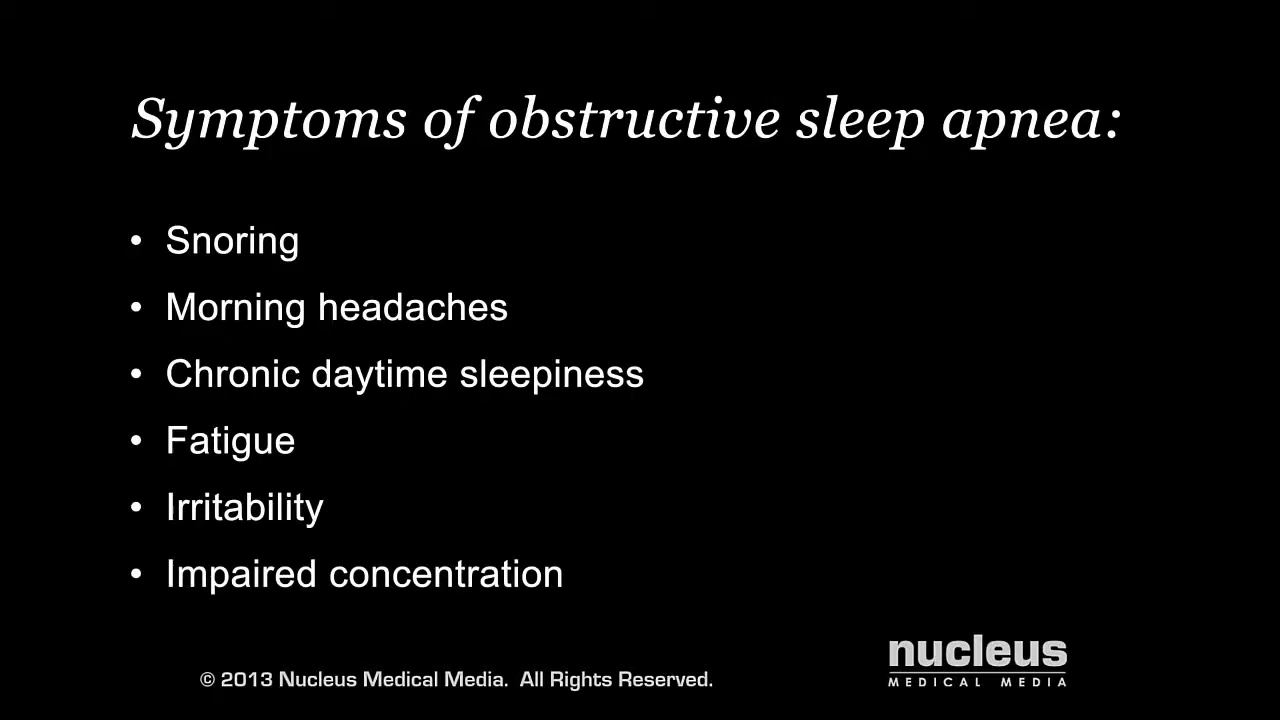 Symptoms of obstructive sleep apnea:
• Snoring
• Morning headaches
• Chronic daytime sleepiness
• Fatigue
• Irritability
• Impaired concentration
nucleus
MEDICAL MEDIA
© 2013 Nucleus Medical Media. All Rights Reserved.